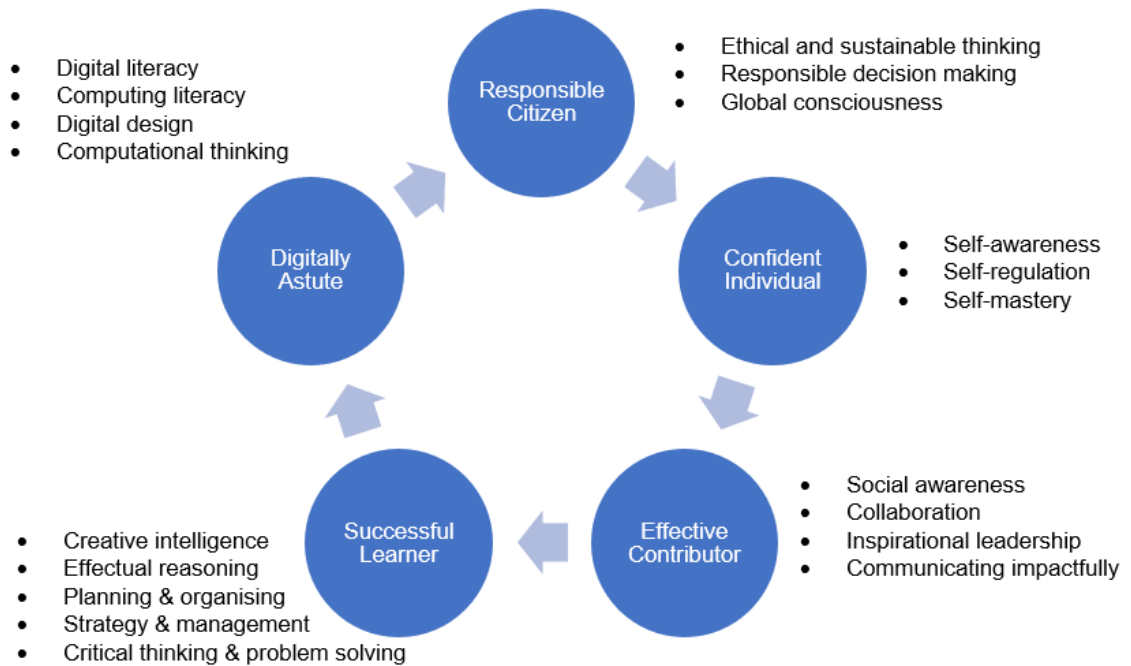 Responsible
Citizen
• Ethical and sustainable thinking
• Responsible decision making
• Global consciousness
Confident
Individual
• Self-awareness
• Self-regulation
• Self-mastery
Effective
Contributor
• Social awareness
• Collaboration
• Inspirational leadership
• Communicating impactfully
Successful
Learner
• Creative intelligence
• Effectual reasoning
• Planning & organising
• Strategy & management
• Critical thinking & problem solving
Digitally
Astute
• Digital literacy
• Computing literacy
• Digital design
• Computational thinking